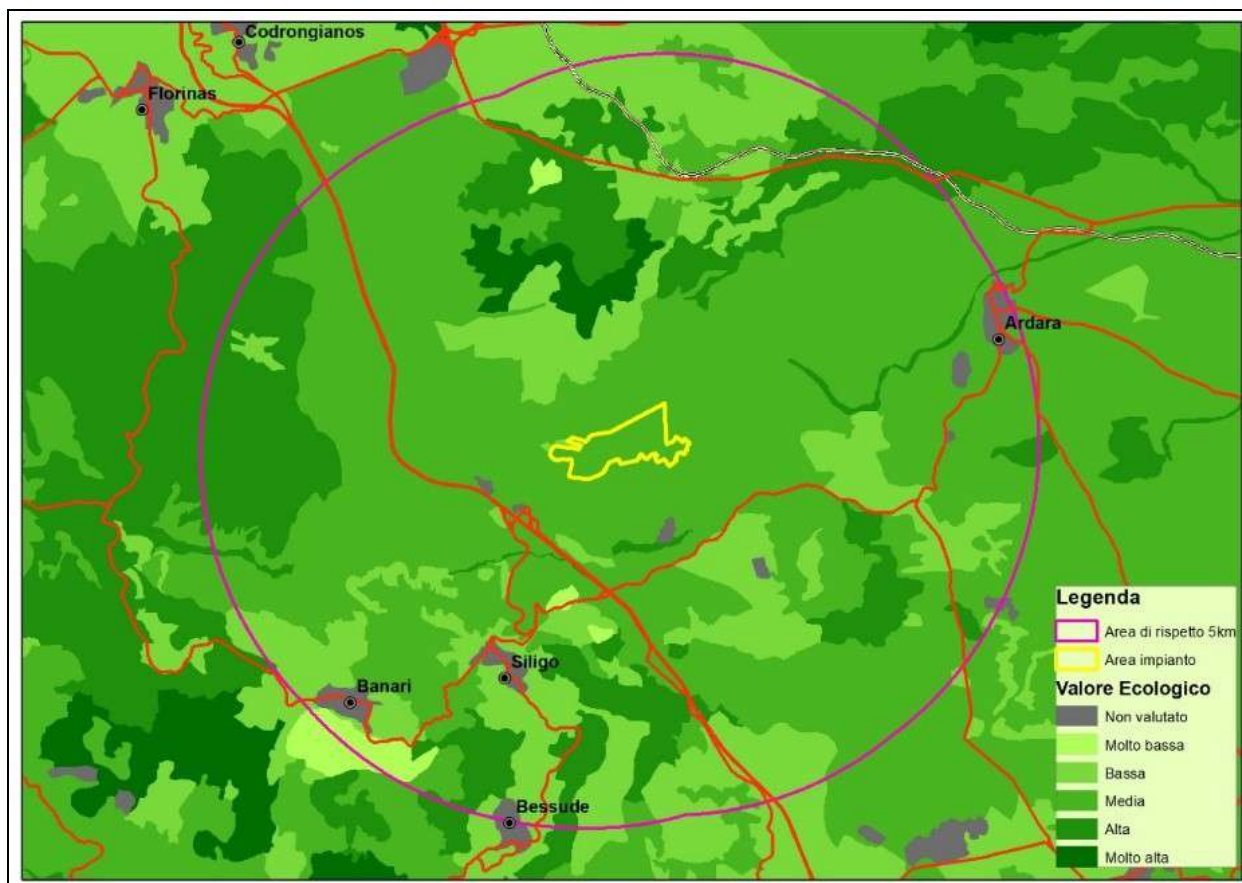 Codrongianos
Florinas
Ardara
Siligo
Banari
Bessude
Legenda
Area di rispetto 5km
Area impianto
Valore Ecologico
Non valutato
Molto bassa
Bassa
Media
Alta
Molto alta